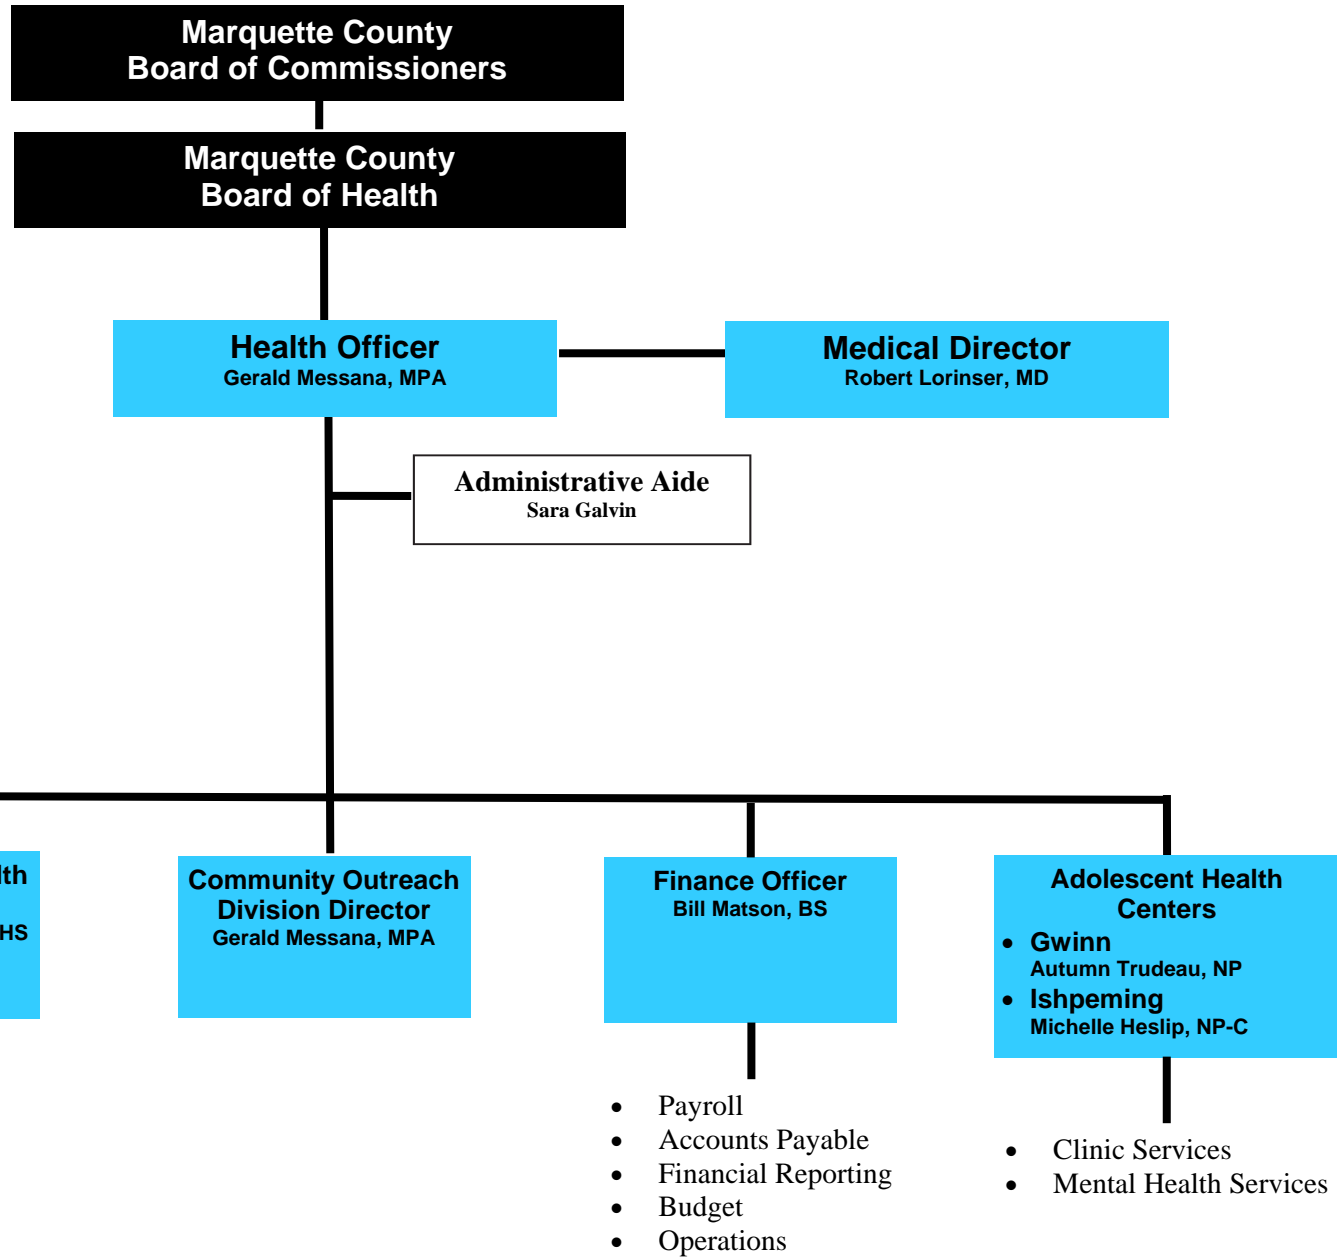 Marquette County
Board of Commissioners
Marquette County
Board of Health
Health Officer
Gerald Messana, MPA
Medical Director
Robert Lorinser, MD
Administrative Aide
Sara Galvin
lth
HS
Community Outreach
Division Director
Gerald Messana, MPA
Finance Officer
Bill Matson, BS
Adolescent Health
Centers
• Gwinn
Autumn Trudeau, NP
• Ishpeming
Michelle Heslip, NP-C
• Payroll
• Accounts Payable
• Financial Reporting
• Budget
• Operations
• Clinic Services
• Mental Health Services